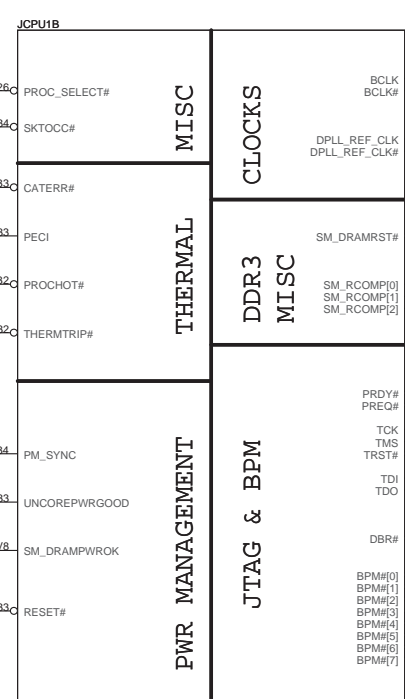 JCPU1B
PROC_SELECT#
SKTOCC#
MISC
CATERR#
PECI
PROCHOT#
THERMTRIP#
THERMAL
PM_SYNC
UNCOREPWRGOOD
SM_DRAMPWROK
RESET#
PWR MANAGEMENT
CLOCKS
BCLK
BCLK#
DPLL_REF_CLK
DPLL_REF_CLK#
DDR3
MISC
SM_DRAMRST#
SM_RCOMP[0]
SM_RCOMP[1]
SM_RCOMP[2]
JTAG & BPM
PRDY#
PREQ#
TCK
TMS
TRST#
TDI
TDO
DBR#
BPM#[0]
BPM#[1]
BPM#[2]
BPM#[3]
BPM#[4]
BPM#[5]
BPM#[6]
BPM#[7]